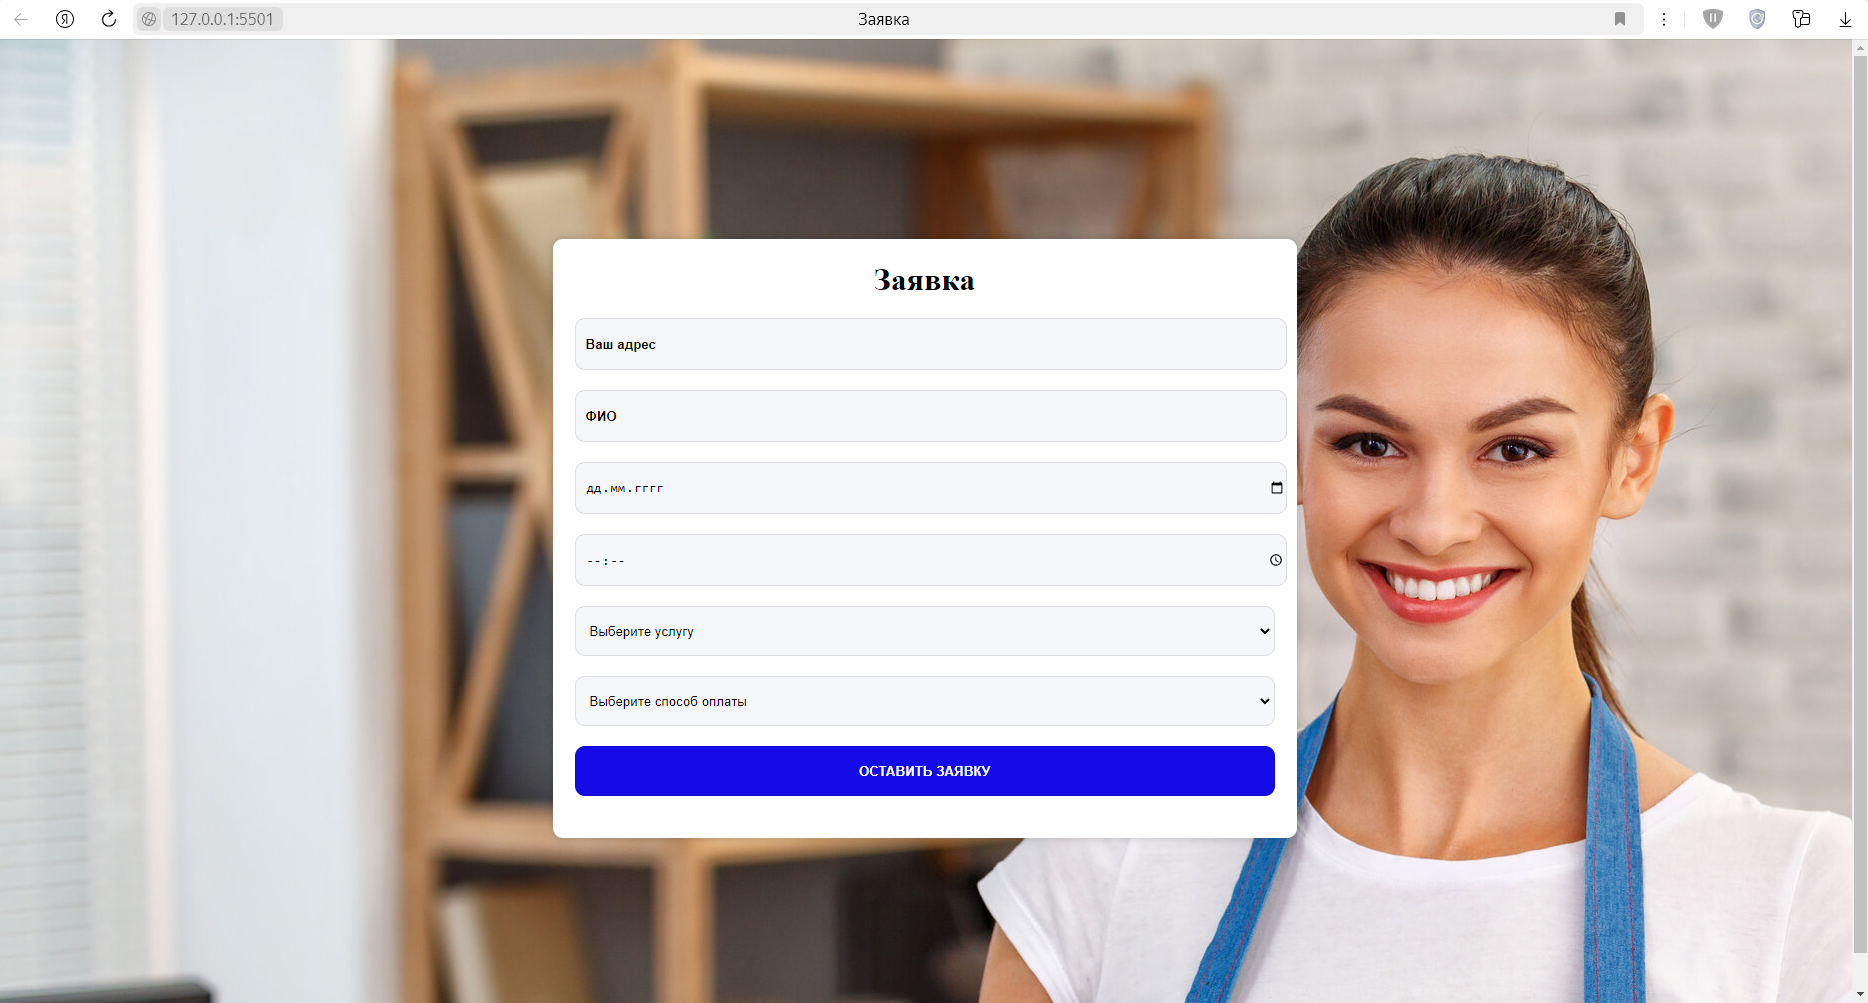 Я
127.0.0.1:5501
Заявка
Заявка
Ваш адрес
ФИО
дд.мм.гггг
--:--
Выберите услугу
Выберите способ оплаты
ОСТАВИТЬ ЗАЯВКУ